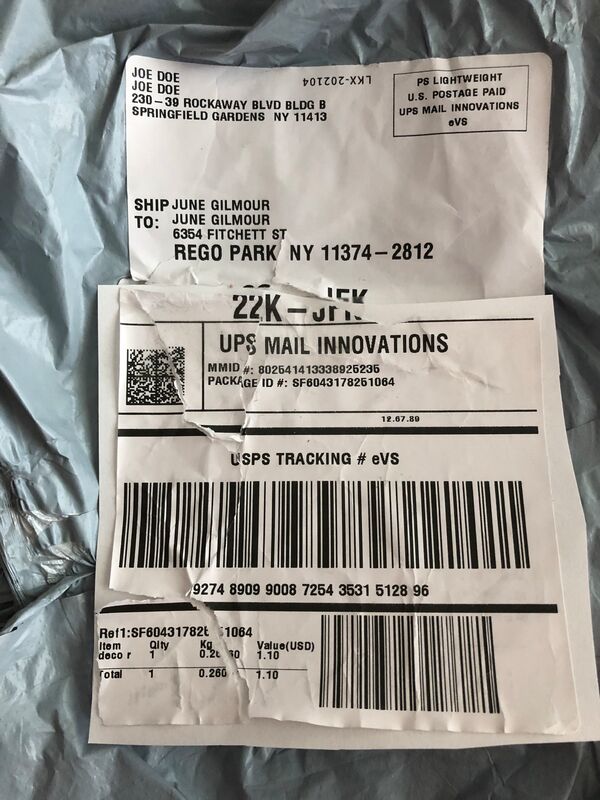 JOE DOE
JOE DOE
230-39 ROCKAWAY BLVD BLDG B
SPRINGFIELD GARDENS NY 11413
LKX-202104
PS LIGHTWEIGHT
U.S. POSTAGE PAID
UPS MAIL INNOVATIONS
eVS
SHIP TO:
JUNE GILMOUR
JUNE GILMOUR
6354 FITCHETT ST
REGO PARK NY 11374-2812
22K-JFK
UPS MAIL INNOVATIONS
MMID #: 802541413338925235
PACKAGE ID #: SF6043178251064
12.67.89
USPS TRACKING # eVS
9274 8909 9008 7254 3531 5128 96
Ref1:SF6043178251064
Item Qity Kg Value(USD)
decor 1 0.260 1.10
Total 1 0.260 1.10